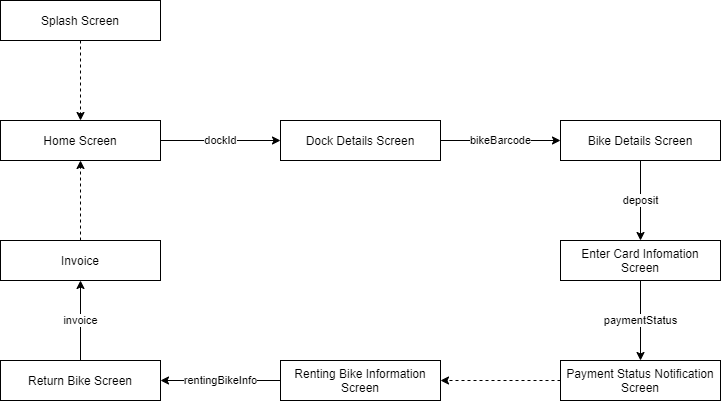 Splash Screen
Home Screen
dockId
Dock Details Screen
bikeBarcode
Bike Details Screen
deposit
Invoice
Enter Card Infomation
Screen
invoice
paymentStatus
Return Bike Screen
rentingBikeInfo
Renting Bike Information
Screen
Payment Status Notification
Screen